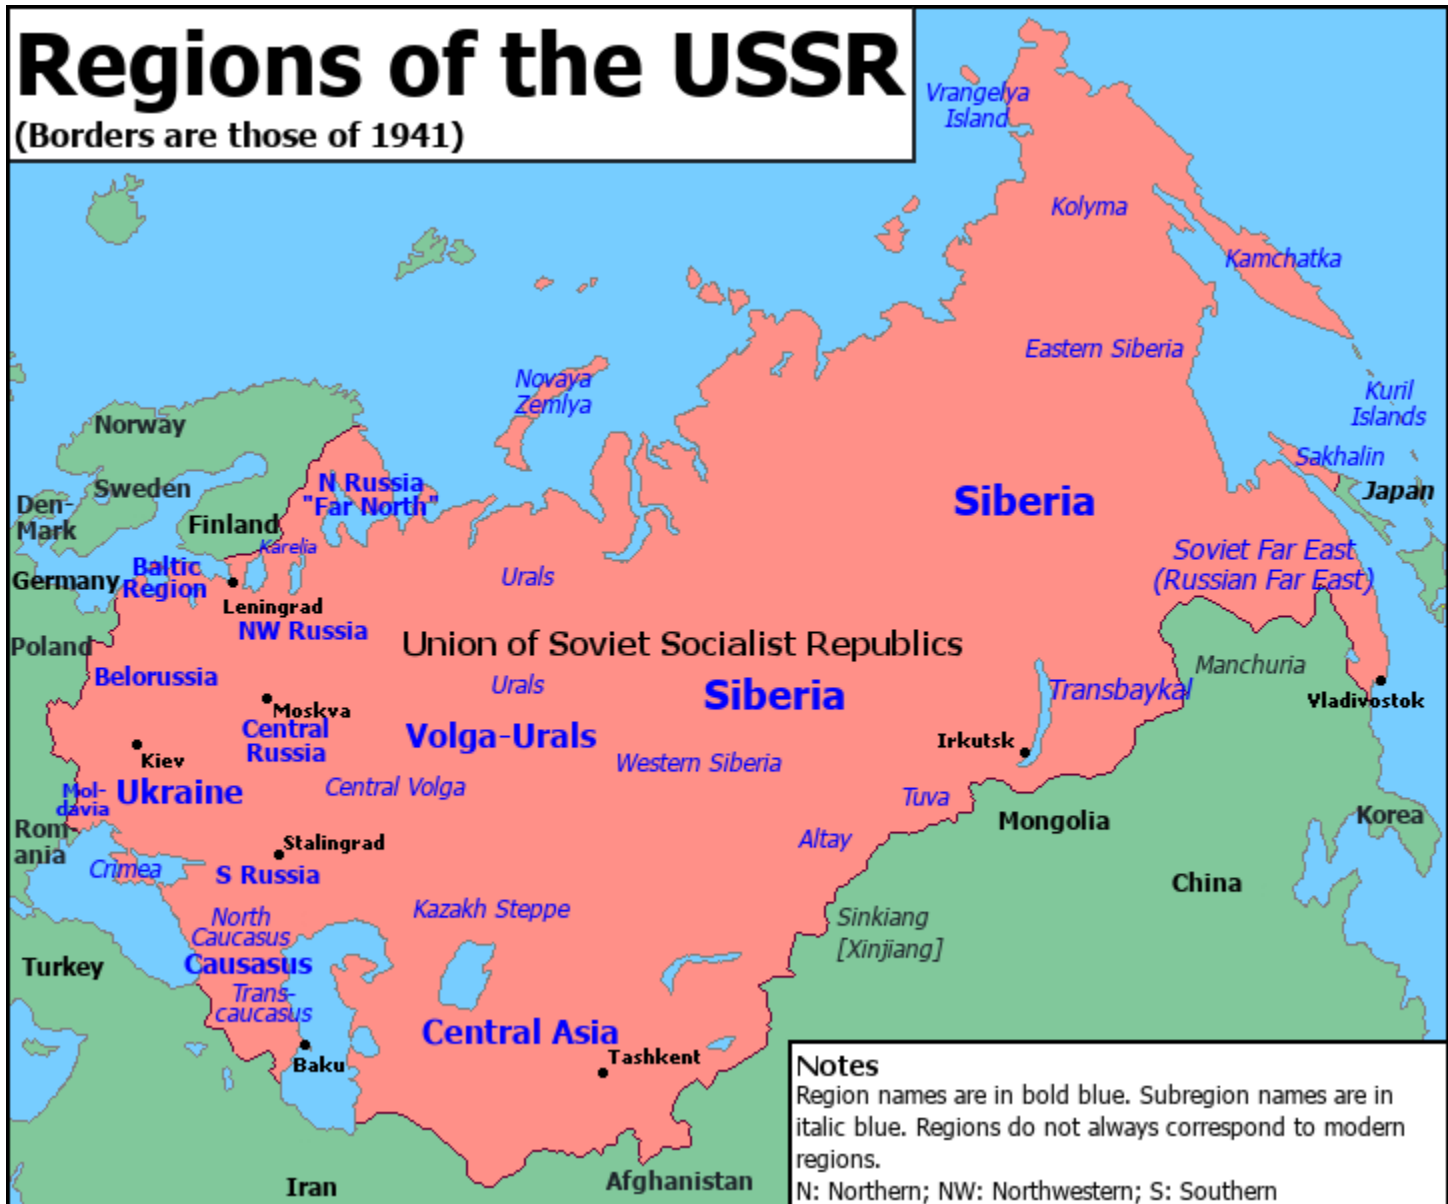 Regions of the USSR
(Borders are those of 1941)
Vrangelya
Island
Kolyma
Kamchatka
Eastern Siberia
Novaya
Zemlya
Kuril
Islands
Norway
Sakhalin
N Russia
"Far North"
Sweden
Japan
Den-
Mark
Siberia
Finland
Karelia
Soviet Far East
(Russian Far East)
Baltic
Region
Germany
Urals
Leningrad
NW Russia
Union of Soviet Socialist Republics
Poland
Manchuria
Belorussia
Urals
Siberia
Transbaykal
Vladivostok
Moskva
Central
Russia
Volga-Urals
Irkutsk
Kiev
Western Siberia
Ukraine
Central Volga
Mol-
davia
Tuva
Rom-
ania
Mongolia
Korea
Altay
Stalingrad
Crimea
S Russia
China
Kazakh Steppe
North
Caucasus
Sinkiang
[Xinjiang]
Turkey
Causasus
Trans-
caucasus
Central Asia
Baku
Tashkent
Iran
Afghanistan
Notes
Region names are in bold blue. Subregion names are in
italic blue. Regions do not always correspond to modern
regions.
N: Northern; NW: Northwestern; S: Southern